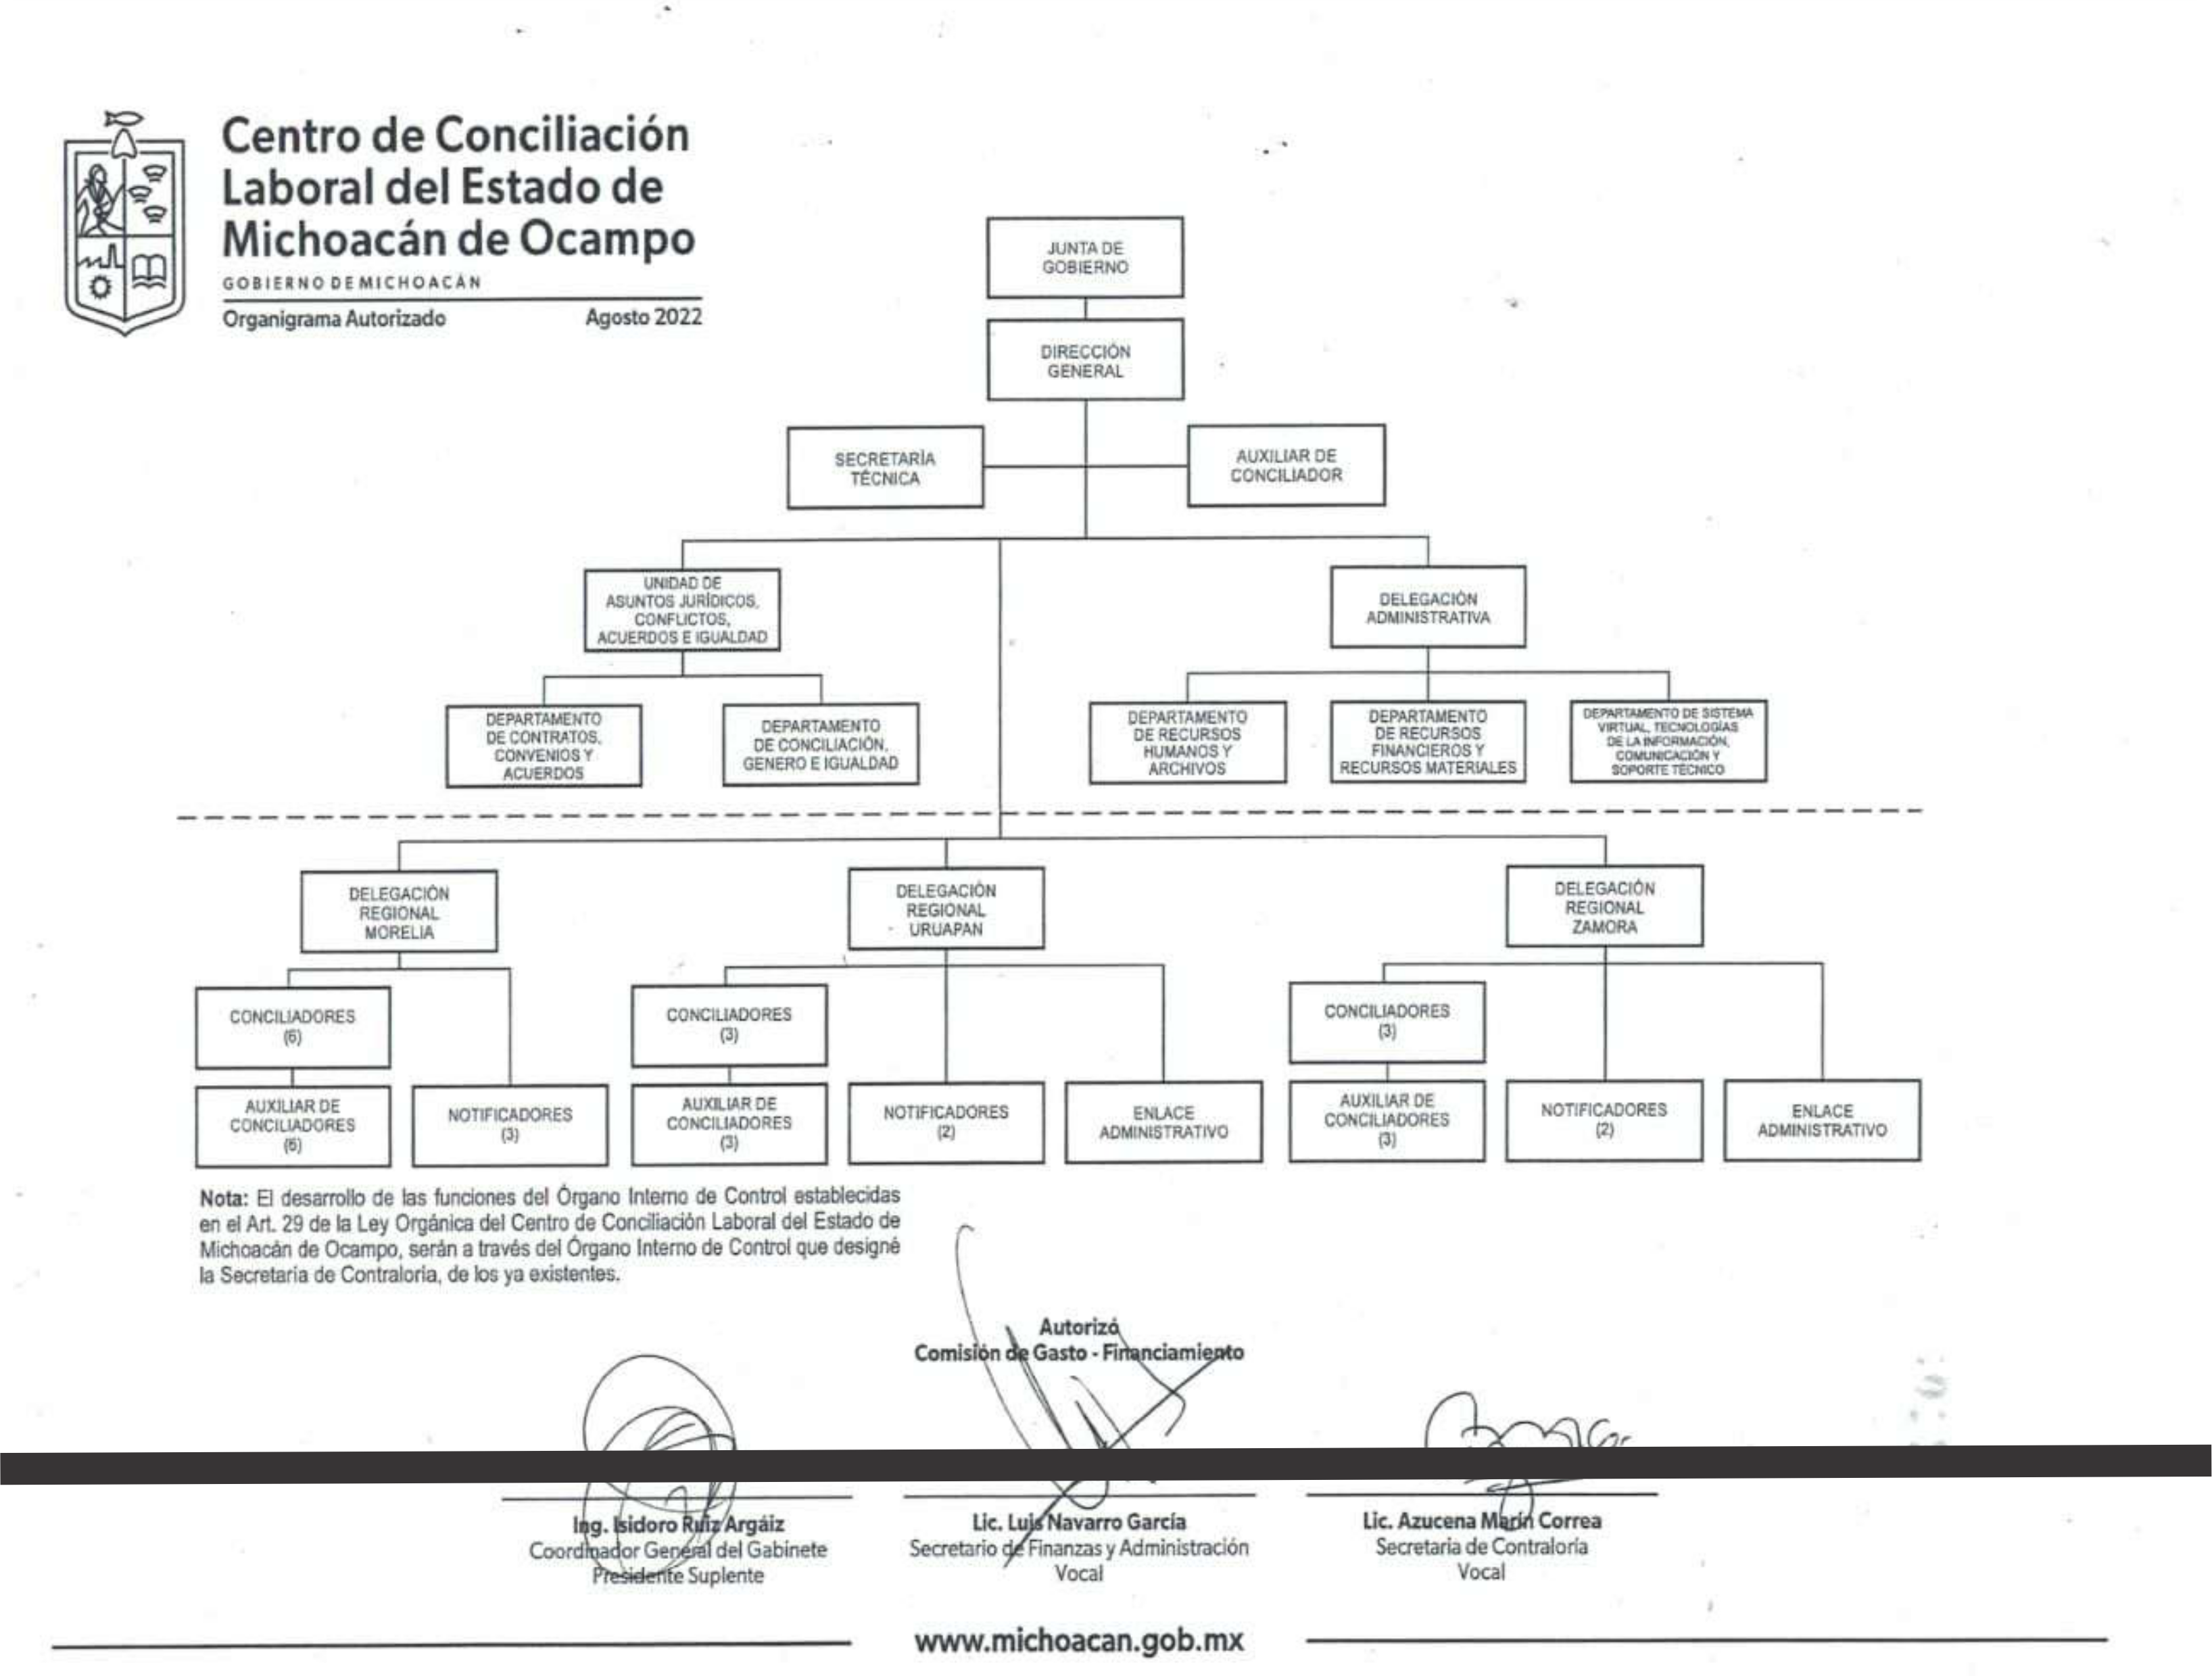 Centro de Conciliación
Laboral del Estado de
Michoacán de Ocampo
GOBIERNO DE MICHOACÁN
Organigrama Autorizado Agosto 2022
JUNTA DE
GOBIERNO
DIRECCIÓN
GENERAL
SECRETARÍA
TÉCNICA
AUXILIAR DE
CONCILIADOR
UNIDAD DE
ASUNTOS JURÍDICOS,
CONFLICTOS,
ACUERDOS E IGUALDAD
DELEGACIÓN
ADMINISTRATIVA
DEPARTAMENTO
DE CONTRATOS,
CONVENIOS Y
ACUERDOS
DEPARTAMENTO
DE CONCILIACIÓN,
GENERO E IGUALDAD
DEPARTAMENTO
DE RECURSOS
HUMANOS Y
ARCHIVOS
DEPARTAMENTO
DE RECURSOS
FINANCIEROS Y
RECURSOS MATERIALES
DEPARTAMENTO DE SISTEMA
VIRTUAL, TECNOLOGÍAS
DE LA INFORMACIÓN,
COMUNICACIÓN Y
SOPORTE TÉCNICO
DELEGACIÓN
REGIONAL
MORELIA
DELEGACIÓN
REGIONAL
URUAPAN
DELEGACIÓN
REGIONAL
ZAMORA
CONCILIADORES
AUXILIAR DE
CONCILIADORES
NOTIFICADORES
(3)
CONCILIADORES
(3)
AUXILIAR DE
CONCILIADORES
(3)
NOTIFICADORES
(2)
ENLACE
ADMINISTRATIVO
CONCILIADORES
(3)
AUXILIAR DE
CONCILIADORES
(3)
NOTIFICADORES
(2)
ENLACE
ADMINISTRATIVO
Nota: El desarrollo de las funciones del Órgano Interno de Control establecidas
en el Art. 29 de la Ley Orgánica del Centro de Conciliación Laboral del Estado de
Michoacán de Ocampo, serán a través del Órgano Interno de Control que designé
la Secretaría de Contraloría, de los ya existentes.
Autorizó
Comisión de Gasto - Financiamiento
Ing. Isidoro Ruiz Argáiz
Coordinador General del Gabinete
Presidente Suplente
Lic. Luis Navarro García
Secretario de Finanzas y Administración
Vocal
Lic. Azucena Marín Correa
Secretaria de Contraloría
Vocal
www.michoacan.gob.mx